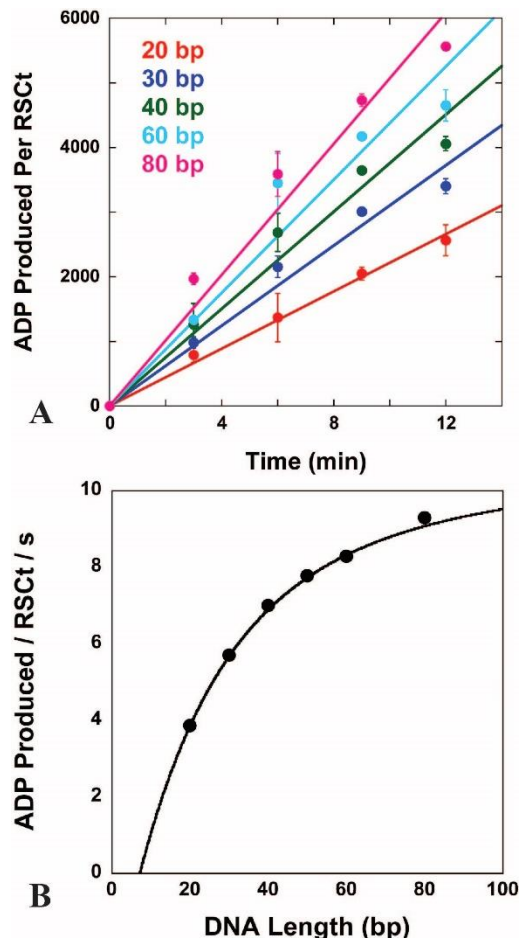 6000
4000
2000
0
ADP Produced Per RSCt
20 bp
30 bp
40 bp
60 bp
80 bp
0
4
8
12
Time (min)
A
10
8
6
4
2
0
ADP Produced / RSCt / s
0
20
40
60
80
100
DNA Length (bp)
B